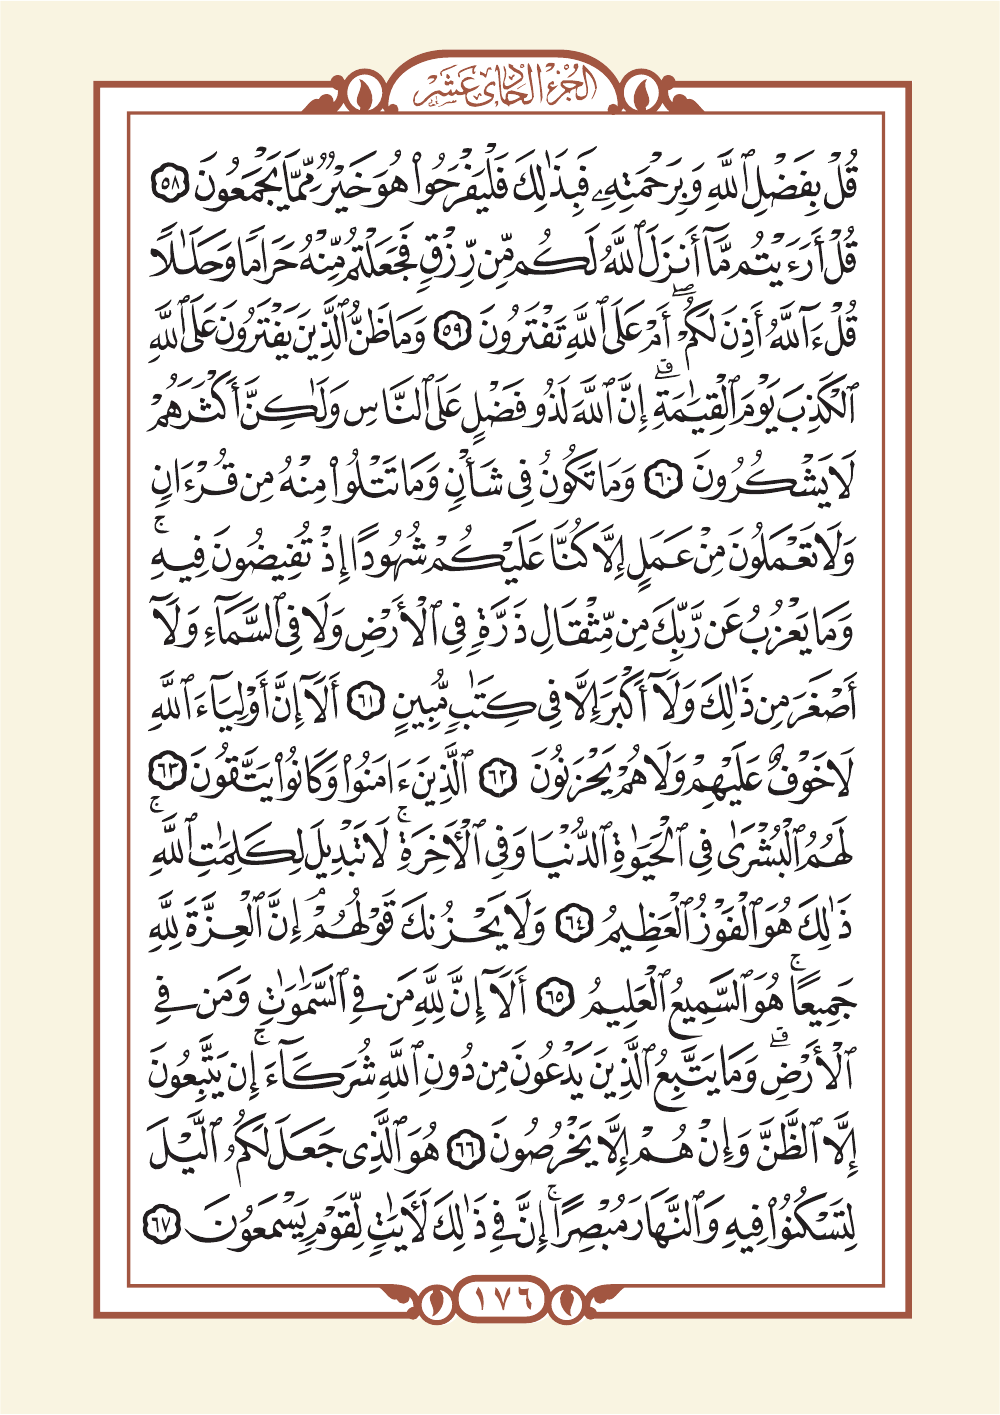 الجزء الحادى عشر
قُلْ بِفَضْلِ ٱللَّهِ وَبِرَحْمَتِهِۦ فَبِذَٰلِكَ فَلْيَفْرَحُوا۟ هُوَ خَيْرٌ مِّمَّا يَجْمَعُونَ ٥٨
قُلْ أَرَءَيْتُم مَّآ أَنزَلَ ٱللَّهُ لَكُم مِّن رِّزْقٍ فَجَعَلْتُم مِّنْهُ حَرَامًا وَحَلَٰلًا
قُلْ ءَآللَّهُ أَذِنَ لَكُمْ ۖ أَمْ عَلَى ٱللَّهِ تَفْتَرُونَ ٥٩ وَمَا ظَنُّ ٱلَّذِينَ يَفْتَرُونَ عَلَى ٱللَّهِ
ٱلْكَذِبَ يَوْمَ ٱلْقِيَٰمَةِ ۗ إِنَّ ٱللَّهَ لَذُو فَضْلٍ عَلَى ٱلنَّاسِ وَلَٰكِنَّ أَكْثَرَهُمْ
لَا يَشْكُرُونَ ٦٠ وَمَا تَكُونُ فِى شَأْنٍ وَمَا تَتْلُوا۟ مِنْهُ مِن قُرْءَانٍ
وَلَا تَعْمَلُونَ مِنْ عَمَلٍ إِلَّا كُنَّا عَلَيْكُمْ شُهُودًا إِذْ تُفِيضُونَ فِيهِ ۚ
وَمَا يَعْزُبُ عَن رَّبِّكَ مِن مِّثْقَالِ ذَرَّةٍ فِى ٱلْأَرْضِ وَلَا فِى ٱلسَّمَآءِ وَلَآ
أَصْغَرَ مِن ذَٰلِكَ وَلَآ أَكْبَرَ إِلَّا فِى كِتَٰبٍ مُّبِينٍ ٦١ أَلَآ إِنَّ أَوْلِيَآءَ ٱللَّهِ
لَا خَوْفٌ عَلَيْهِمْ وَلَا هُمْ يَحْزَنُونَ ٦٢ ٱلَّذِينَ ءَامَنُوا۟ وَكَانُوا۟ يَتَّقُونَ ٦٣
لَهُمُ ٱلْبُشْرَىٰ فِى ٱلْحَيَوٰةِ ٱلدُّنْيَا وَفِى ٱلْأَخِرَةِ ۚ لَا تَبْدِيلَ لِكَلِمَٰتِ ٱللَّهِ ۚ
ذَٰلِكَ هُوَ ٱلْفَوْزُ ٱلْعَظِيمُ ٦٤ وَلَا يَحْزُنكَ قَوْلُهُمْ ۘ إِنَّ ٱلْعِزَّةَ لِلَّهِ
جَمِيعًا ۚ هُوَ ٱلسَّمِيعُ ٱلْعَلِيمُ ٦٥ أَلَآ إِنَّ لِلَّهِ مَن فِى ٱلسَّمَٰوَٰتِ وَمَن فِى
ٱلْأَرْضِ ۗ وَمَا يَتَّبِعُ ٱلَّذِينَ يَدْعُونَ مِن دُونِ ٱللَّهِ شُرَكَآءَ ۚ إِن يَتَّبِعُونَ
إِلَّا ٱلظَّنَّ وَإِنْ هُمْ إِلَّا يَخْرُصُونَ ٦٦ هُوَ ٱلَّذِى جَعَلَ لَكُمُ ٱلَّيْلَ
لِتَسْكُنُوا۟ فِيهِ وَٱلنَّهَارَ مُبْصِرًا ۚ إِنَّ فِى ذَٰلِكَ لَءَايَٰتٍ لِّقَوْمٍ يَسْمَعُونَ ٦٧
١٧٦